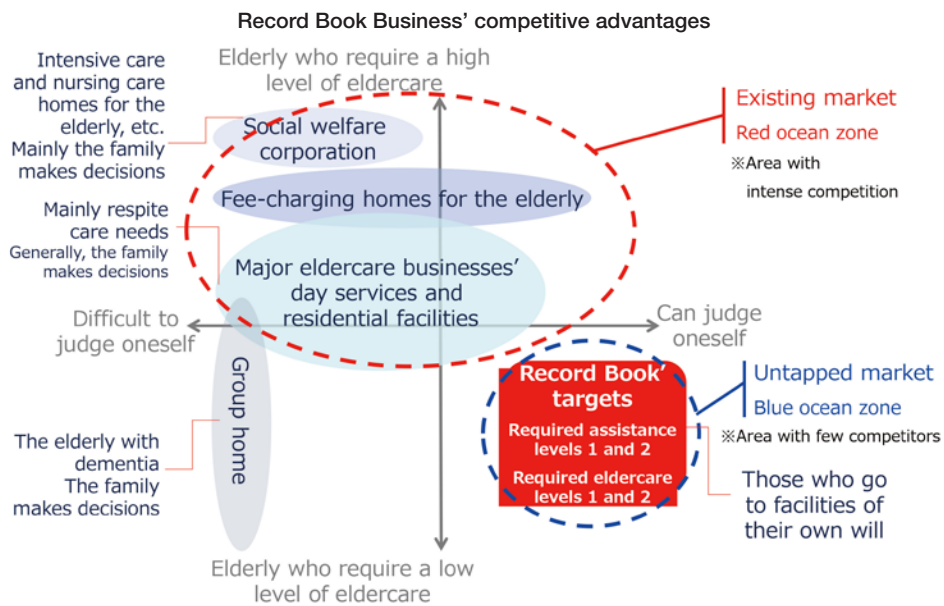 Record Book Business' competitive advantages
Elderly who require a high
level of eldercare
Intensive care
and nursing care
homes for the
elderly, etc.
Mainly the family
makes decisions
Social welfare
corporation
Existing market
Red ocean zone
※Area with
intense competition
Fee-charging homes for the elderly
Mainly respite
care needs
Generally, the family
makes decisions
Major eldercare businesses'
day services and
residential facilities
Difficult to
judge oneself
Can judge
oneself
Group home
Record Book'
targets
Required assistance
levels 1 and 2
Required eldercare
levels 1 and 2
Untapped market
Blue ocean zone
※Area with few competitors
The elderly with
dementia
The family
makes decisions
Those who go
to facilities of
their own will
Elderly who require a low
level of eldercare